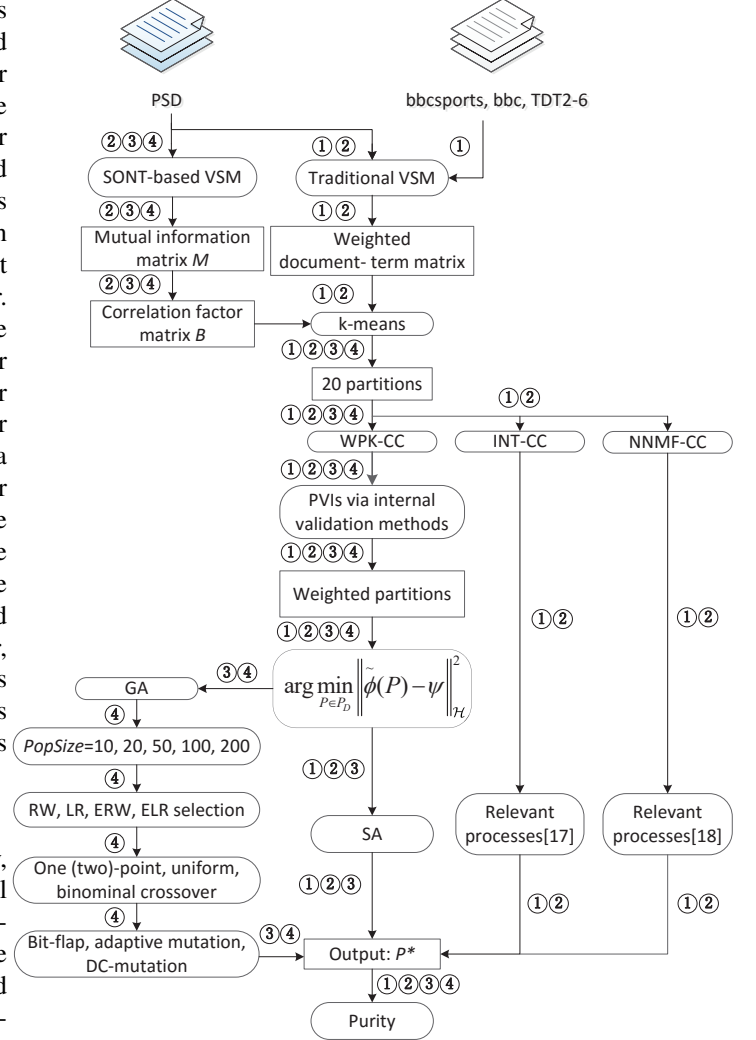 PSD
bbcsports, bbc, TDT2-6
②③④
①②
①
SONT-based VSM
Traditional VSM
②③④
①②
Mutual information
matrix M
Weighted
document- term matrix
②③④
①②
Correlation factor
matrix B
k-means
①②③④
20 partitions
①②③④
①②
WPK-CC
INT-CC
NNMF-CC
①②③④
PVIs via internal
validation methods
①②③④
Weighted partitions
①②
①②
①②③④
arg min P∈P_D ‖φ̃(P) − ψ‖²_ℋ
③④
GA
④
PopSize=10, 20, 50, 100, 200
①②③
④
RW, LR, ERW, ELR selection
SA
Relevant
processes[17]
Relevant
processes[18]
④
One (two)-point, uniform,
binominal crossover
①②③
①②
①②
④
Bit-flap, adaptive mutation,
DC-mutation
③④
Output: P*
①②③④
Purity